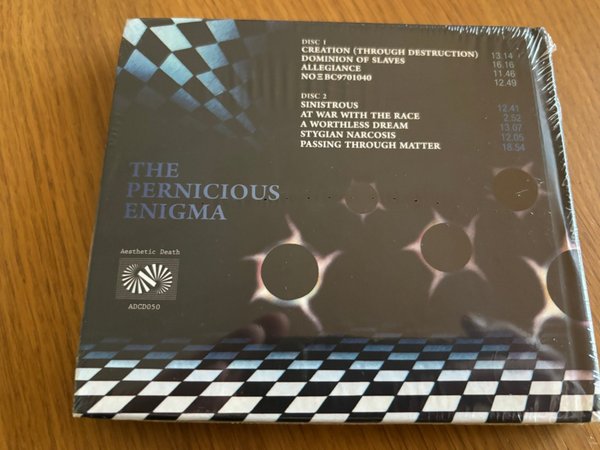 DISC 1
CREATION (THROUGH DESTRUCTION) 13.14
DOMINION OF SLAVES 16.16
ALLEGIANCE 11.46
NOΞBC9701040 12.49
DISC 2
SINISTROUS 12.41
AT WAR WITH THE RACE 2.52
A WORTHLESS DREAM 13.07
STYGIAN NARCOSIS 12.05
PASSING THROUGH MATTER 18.54
THE
PERNICIOUS
ENIGMA
Aesthetic Death
ADCD050